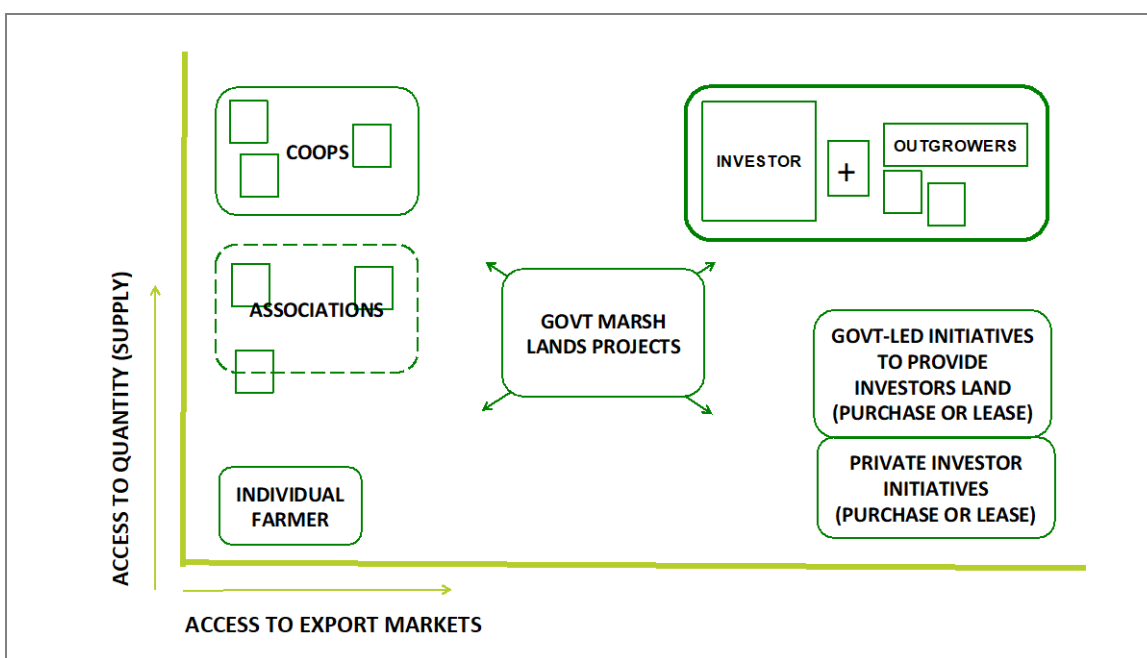 COOPS
INVESTOR
+
OUTGROWERS
ASSOCIATIONS
GOVT MARSH
LANDS PROJECTS
GOVT-LED INITIATIVES
TO PROVIDE
INVESTORS LAND
(PURCHASE OR LEASE)
PRIVATE INVESTOR
INITIATIVES
(PURCHASE OR LEASE)
INDIVIDUAL
FARMER
ACCESS TO QUANTITY (SUPPLY)
ACCESS TO EXPORT MARKETS